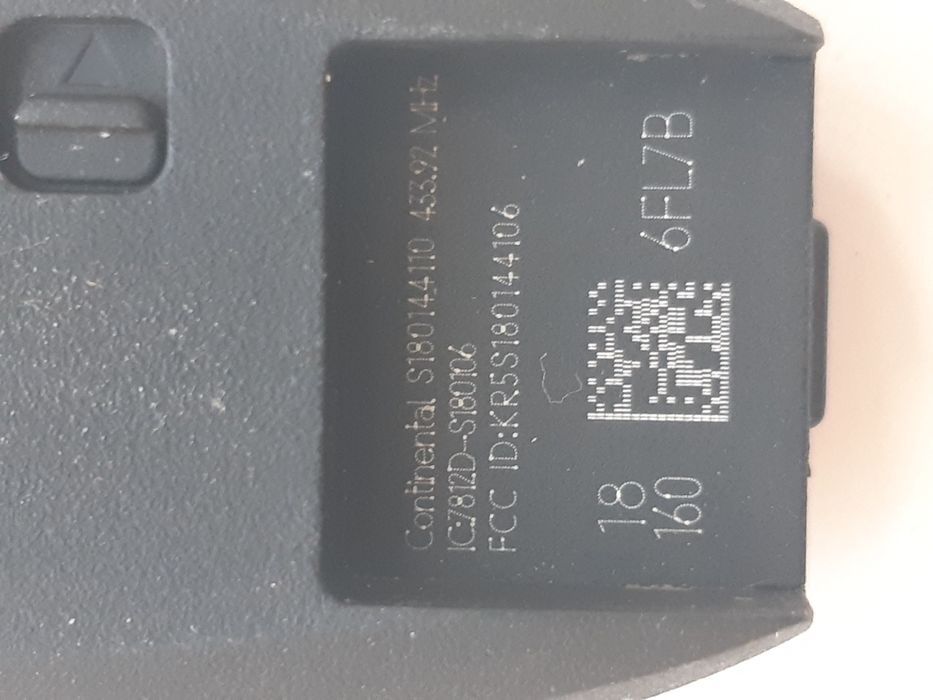 Continental S180144110 433.92 MHz
IC:7812D-S180106
FCC ID:KR5S180144106
18
160
6FL7B